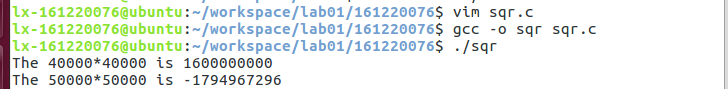 lx-161220076@ubuntu:~/workspace/lab01/161220076$ vim sqr.c
lx-161220076@ubuntu:~/workspace/lab01/161220076$ gcc -o sqr sqr.c
lx-161220076@ubuntu:~/workspace/lab01/161220076$ ./sqr
The 40000*40000 is 1600000000
The 50000*50000 is -1794967296